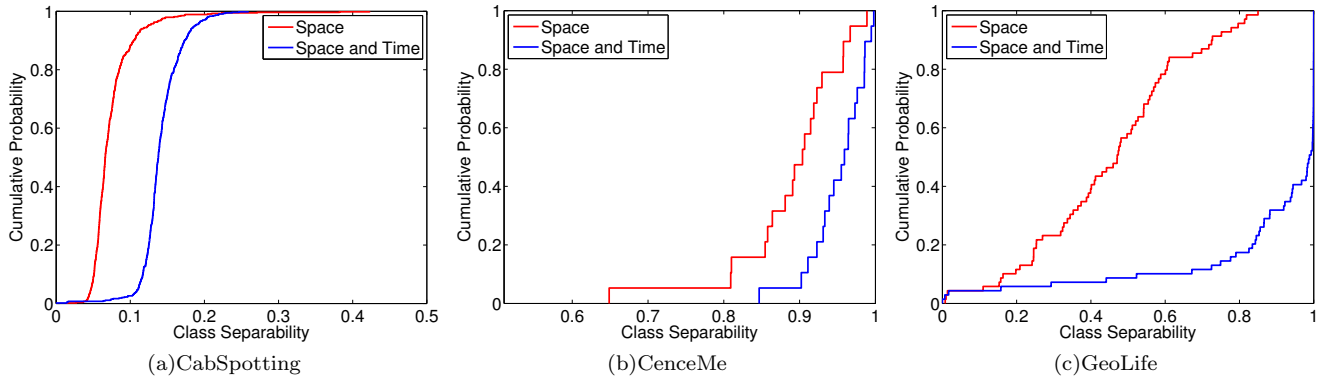 1
0.8
0.6
0.4
0.2
0
Cumulative Probability
Space
Space and Time
0 0.1 0.2 0.3 0.4 0.5
Class Separability
(a)CabSpotting
1
0.8
0.6
0.4
0.2
0
Cumulative Probability
Space
Space and Time
0.6 0.7 0.8 0.9 1
Class Separability
(b)CenceMe
1
0.8
0.6
0.4
0.2
0
Cumulative Probability
Space
Space and Time
0 0.2 0.4 0.6 0.8 1
Class Separability
(c)GeoLife